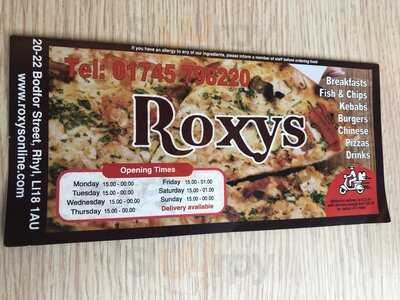 If you have an allergy to any of our ingredients, please inform a member of staff before ordering food
Tel: 01745 796220
Roxys
Breakfasts
Fish & Chips
Kebabs
Burgers
Chinese
Pizzas
Drinks
Opening Times
Monday 15.00 - 00.00
Tuesday 15.00 - 00.00
Wednesday 15.00 - 00.00
Thursday 15.00 - 00.00
Friday 15.00 - 01.00
Saturday 15.00 - 01.00
Sunday 15.00 - 00.00
Delivery available
20-22 Bodfor Street, Rhyl, LI18 1AU
www.roxysonline.com